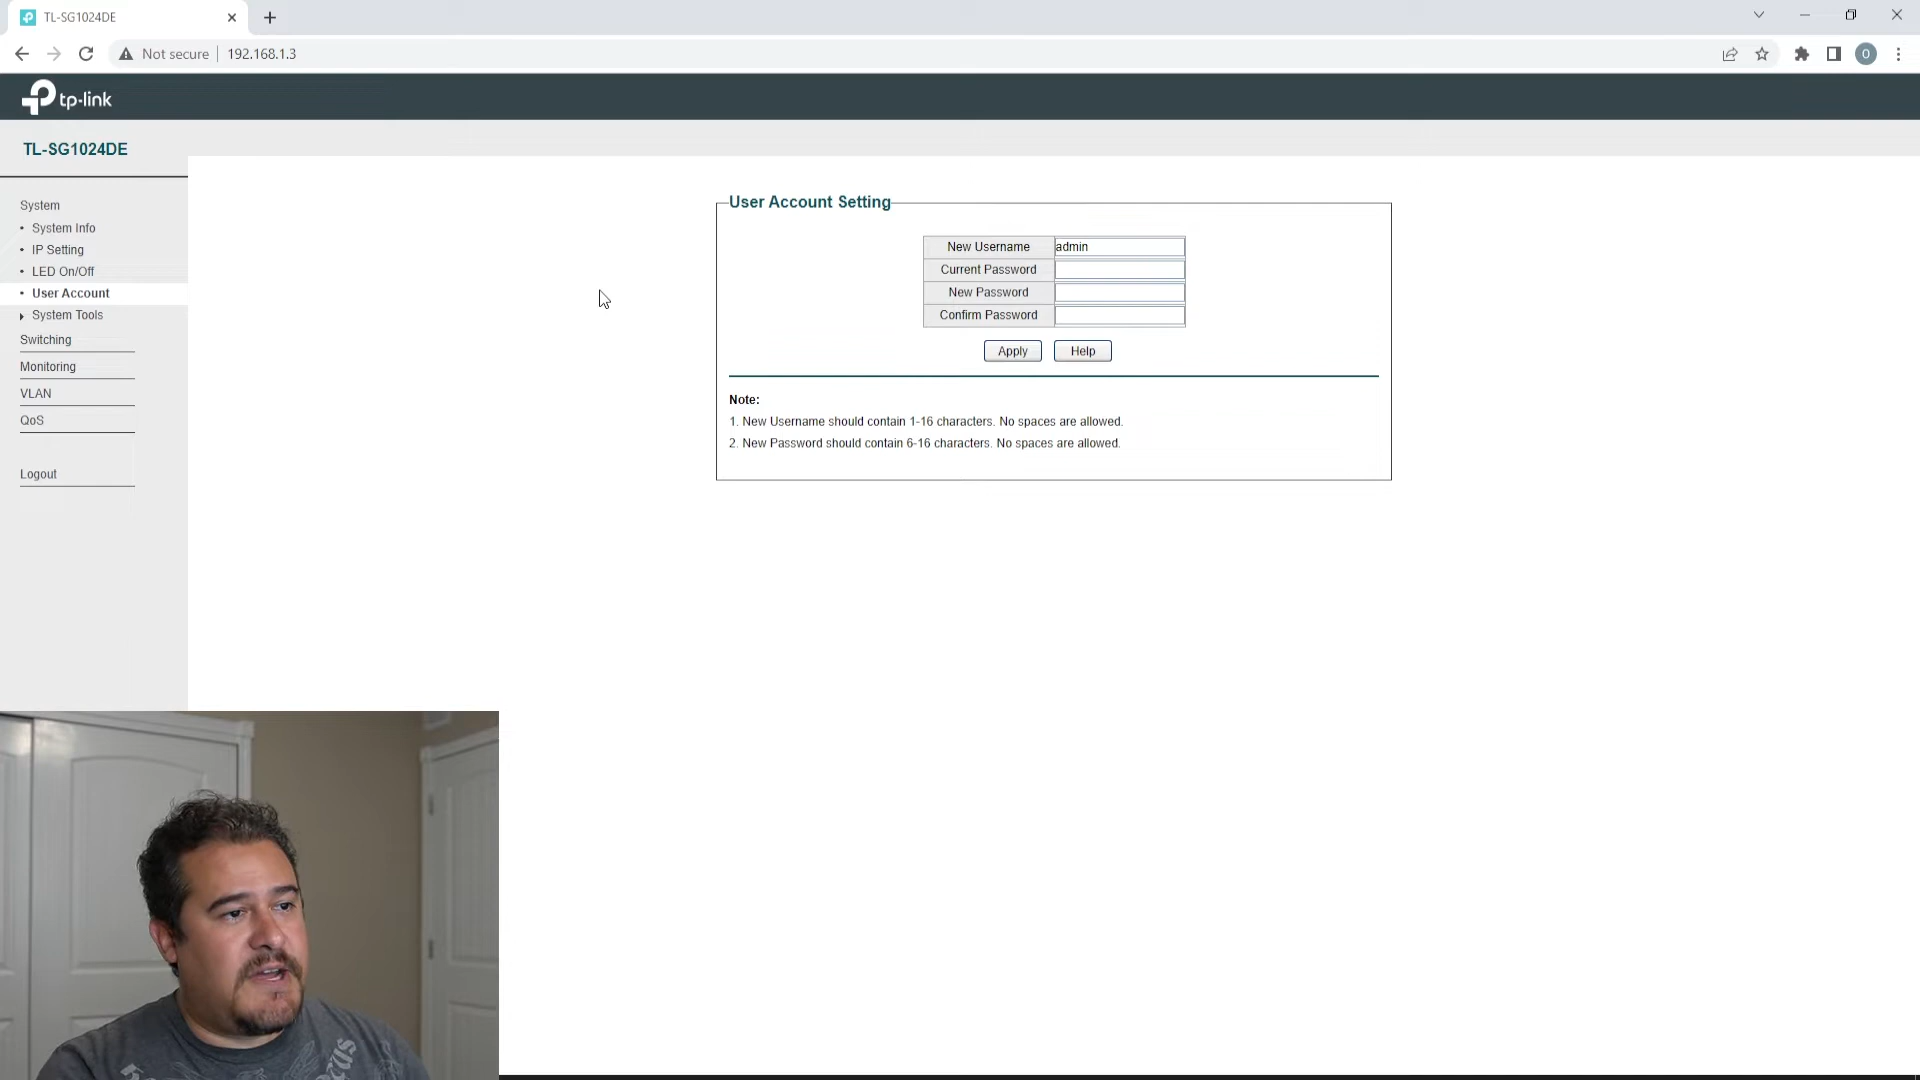 TL-SG1024DE
Not secure 192.168.1.3
O
tp-link
TL-SG1024DE
System
System Info
IP Setting
LED On/Off
User Account
System Tools
Switching
Monitoring
VLAN
QoS
Logout
User Account Setting
New Username admin
Current Password
New Password
Confirm Password
Apply Help
Note:
1. New Username should contain 1-16 characters. No spaces are allowed.
2. New Password should contain 6-16 characters. No spaces are allowed.